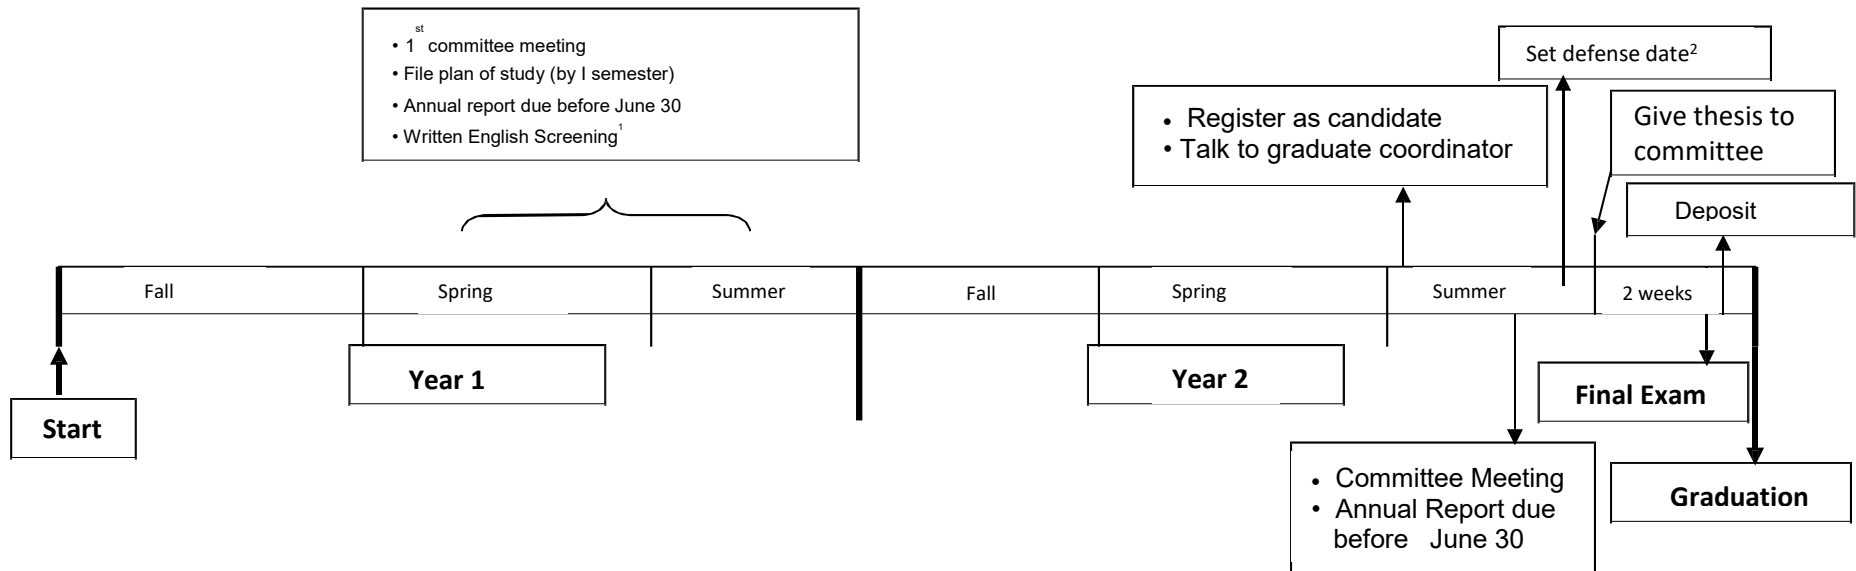 • 1st committee meeting
• File plan of study (by I semester)
• Annual report due before June 30
• Written English Screening1
Set defense date2
• Register as candidate
• Talk to graduate coordinator
Give thesis to
committee
Deposit
Fall
Spring
Summer
Fall
Spring
Summer
2 weeks
Year 1
Year 2
Final Exam
Start
• Committee Meeting
• Annual Report due
before June 30
Graduation